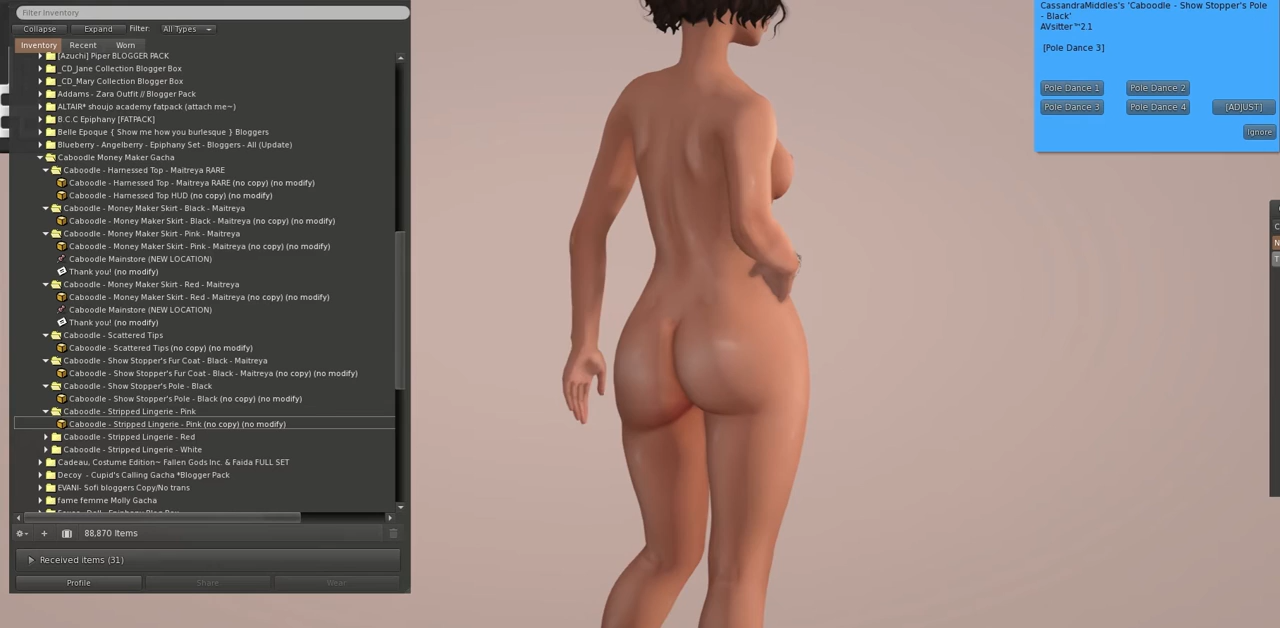 Filter Inventory
Collapse
Expand
Filter:
All Types
Inventory
Recent
Worn
[Azuchi] Piper BLOGGER PACK
_CD_Jane Collection Blogger Box
_CD_Mary Collection Blogger Box
Addams - Zara Outfit // Blogger Pack
ALTAIR* shoujo academy fatpack (attach me~)
B.C.C Epiphany [FATPACK]
Belle Epoque { Show me how you burlesque } Bloggers
Blueberry - Angelberry - Epiphany Set - Bloggers - All (Update)
Caboodle Money Maker Gacha
Caboodle - Harnessed Top - Maitreya RARE
Caboodle - Harnessed Top - Maitreya RARE (no copy) (no modify)
Caboodle - Harnessed Top HUD (no copy) (no modify)
Caboodle - Money Maker Skirt - Black - Maitreya
Caboodle - Money Maker Skirt - Black - Maitreya (no copy) (no modify)
Caboodle - Money Maker Skirt - Pink - Maitreya
Caboodle - Money Maker Skirt - Pink - Maitreya (no copy) (no modify)
Caboodle Mainstore (NEW LOCATION)
Thank you! (no modify)
Caboodle - Money Maker Skirt - Red - Maitreya
Caboodle - Money Maker Skirt - Red - Maitreya (no copy) (no modify)
Caboodle Mainstore (NEW LOCATION)
Thank you! (no modify)
Caboodle - Scattered Tips
Caboodle - Scattered Tips (no copy) (no modify)
Caboodle - Show Stopper's Fur Coat - Black - Maitreya
Caboodle - Show Stopper's Fur Coat - Black - Maitreya (no copy) (no modify)
Caboodle - Show Stopper's Pole - Black
Caboodle - Show Stopper's Pole - Black (no copy) (no modify)
Caboodle - Stripped Lingerie - Pink
Caboodle - Stripped Lingerie - Pink (no copy) (no modify)
Caboodle - Stripped Lingerie - Red
Caboodle - Stripped Lingerie - White
Cadeau, Costume Edition~ Fallen Gods Inc. & Faida FULL SET
Decoy - Cupid's Calling Gacha *Blogger Pack
EVANI- Sofi bloggers Copy/No trans
fame femme Molly Gacha
88,870 Items
Received items (31)
Profile
Share
Wear
CassandraMiddles's 'Caboodle - Show Stopper's Pole
- Black'
AVsitter™2.1
[Pole Dance 3]
Pole Dance 1
Pole Dance 2
Pole Dance 3
Pole Dance 4
[ADJUST]
Ignore